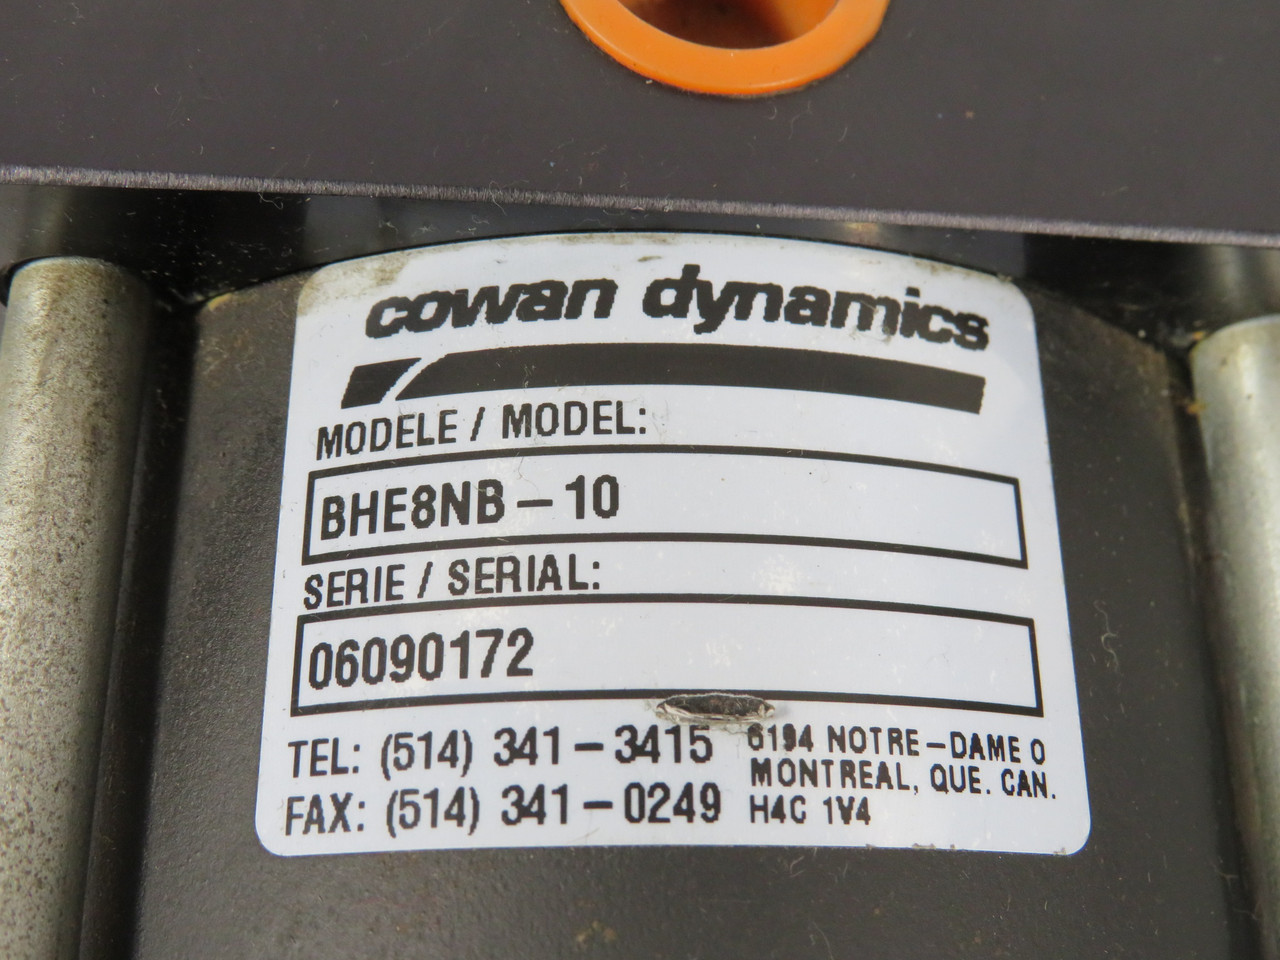 cowan dynamics
MODELE / MODEL:
BHE8NB-10
SERIE / SERIAL:
06090172
TEL: (514) 341-3415
FAX: (514) 341-0249
6194 NOTRE-DAME O
MONTREAL, QUE. CAN.
H4C 1V4